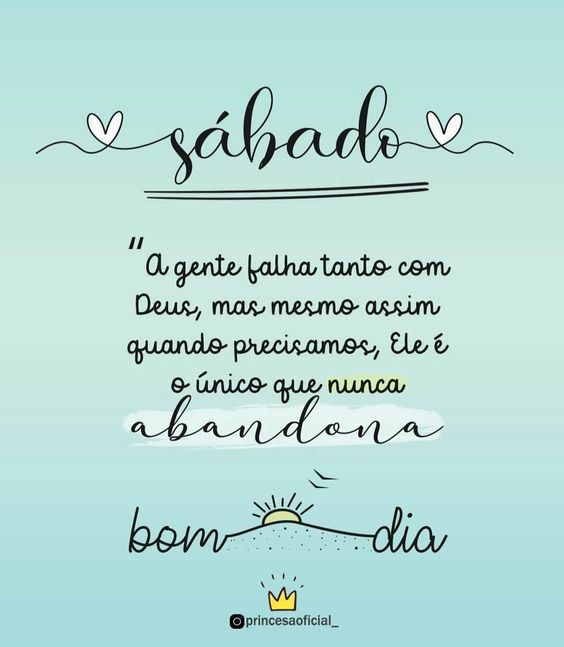 sábado
“A gente falha tanto com
Deus, mas mesmo assim
quando precisamos, Ele é
o único que nunca
abandona
bom dia
princesaoficial_